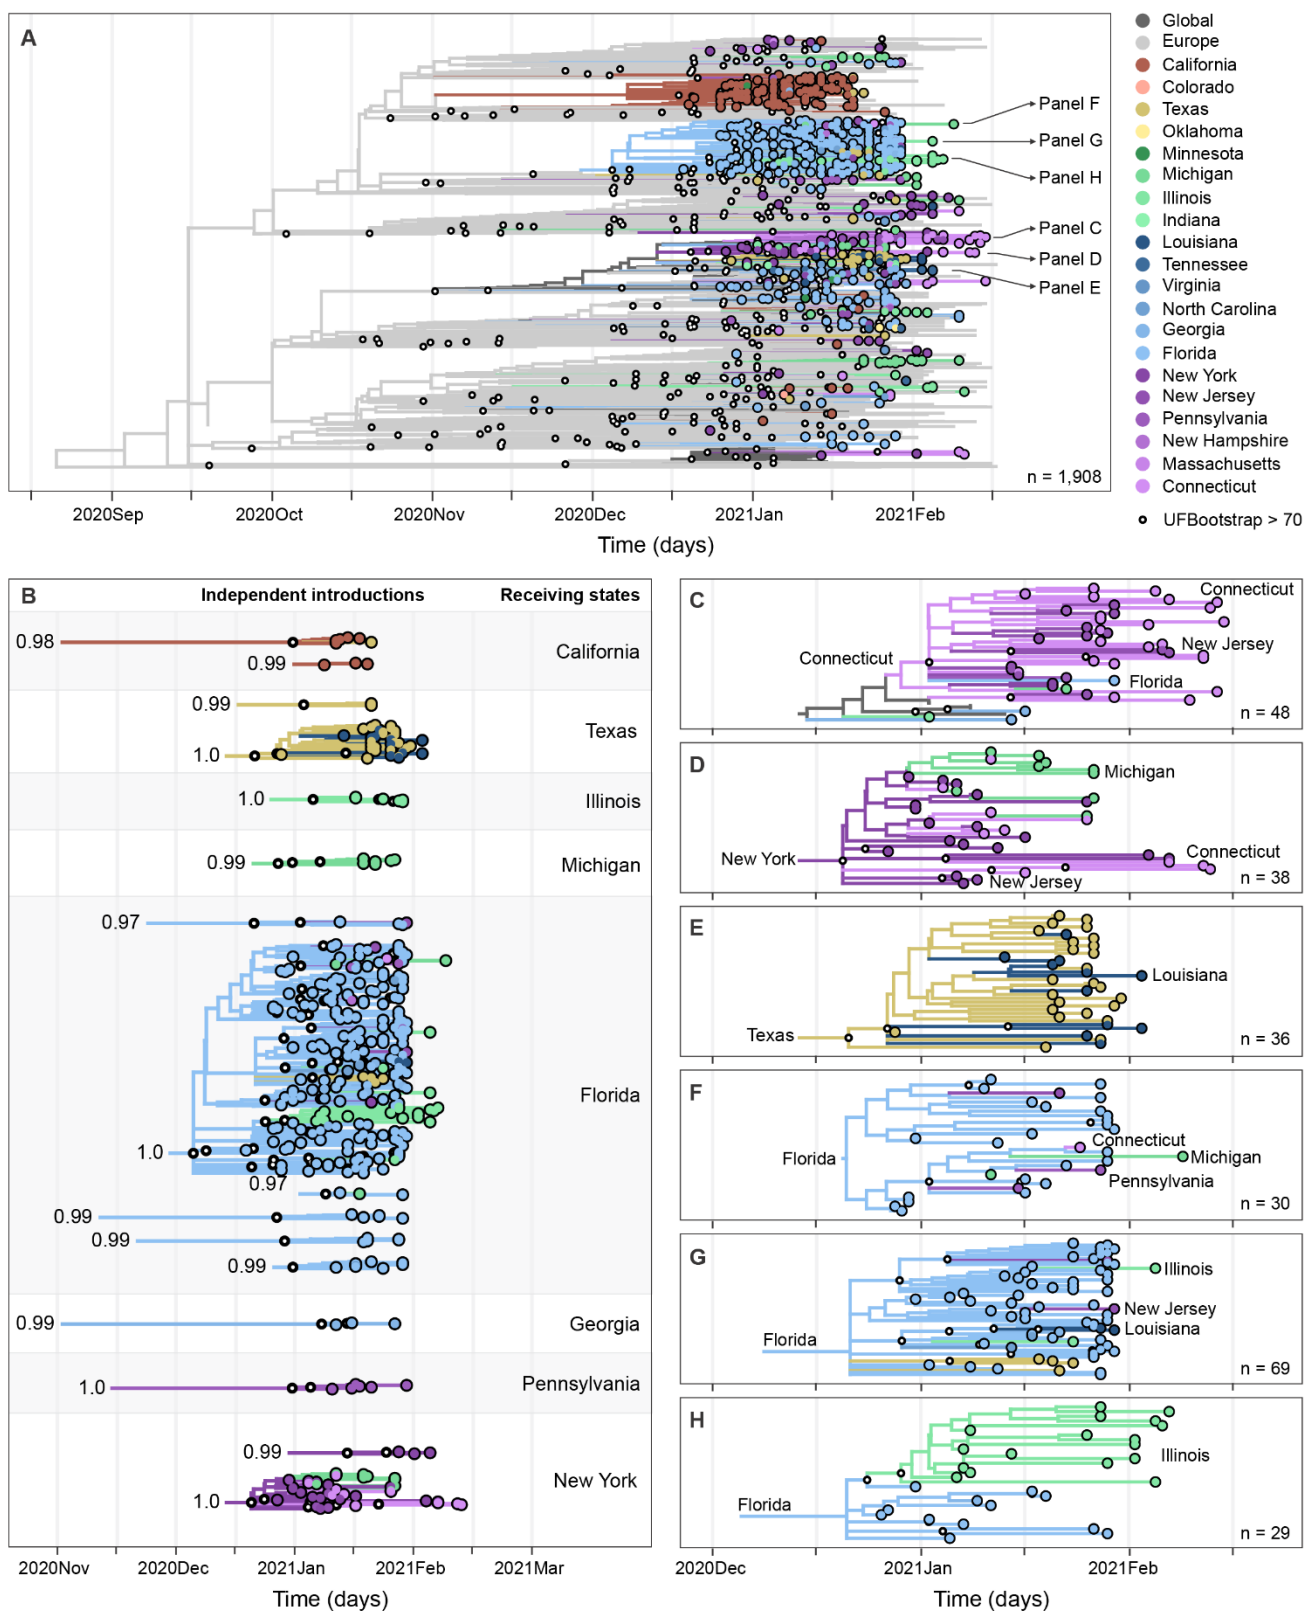 A
Global
Europe
California
Colorado
Texas
Oklahoma
Minnesota
Michigan
Illinois
Indiana
Louisiana
Tennessee
Virginia
North Carolina
Georgia
Florida
New York
New Jersey
Pennsylvania
New Hampshire
Massachusetts
Connecticut
UFBootstrap > 70
Panel F
Panel G
Panel H
Panel C
Panel D
Panel E
n = 1,908
2020Sep 2020Oct 2020Nov 2020Dec 2021Jan 2021Feb
Time (days)
B Independent introductions Receiving states
0.98
0.99
California
0.99
1.0
Texas
1.0
Illinois
0.99
Michigan
0.97
1.0
0.97
0.99
0.99
0.99
Florida
0.99
Georgia
1.0
Pennsylvania
0.99
1.0
New York
2020Nov 2020Dec 2021Jan 2021Feb 2021Mar
Time (days)
C
Connecticut
New Jersey
Connecticut
Florida
n = 48
D
Michigan
New York
Connecticut
New Jersey
n = 38
E
Louisiana
Texas
n = 36
F
Connecticut
Florida
Michigan
Pennsylvania
n = 30
G
Illinois
New Jersey
Louisiana
Florida
n = 69
H
Illinois
Florida
n = 29
2020Dec 2021Jan 2021Feb
Time (days)